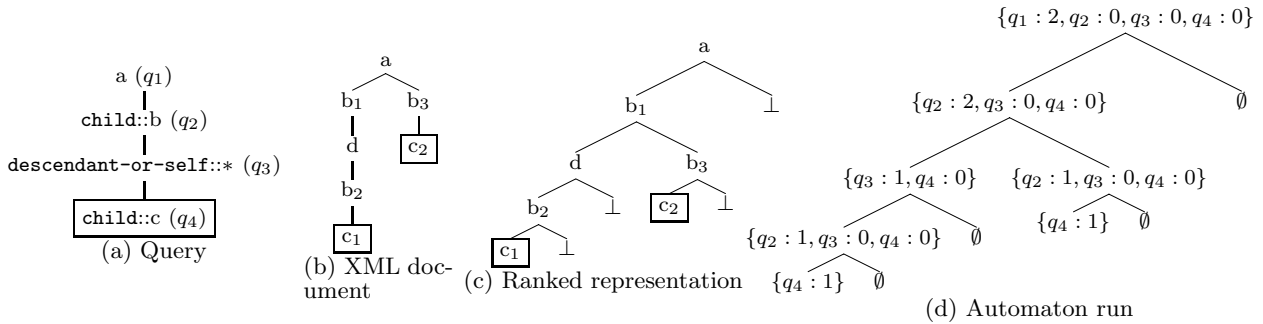 a (q₁)
child::b (q₂)
descendant-or-self::* (q₃)
child::c (q₄)
(a) Query
a
b₁ b₃
d c₂
b₂
c₁
(b) XML doc-
ument
a
b₁ ⊥
d b₃
b₂ ⊥ c₂ ⊥
c₁ ⊥
(c) Ranked representation
{q₁ : 2, q₂ : 0, q₃ : 0, q₄ : 0}
{q₂ : 2, q₃ : 0, q₄ : 0} ∅
{q₃ : 1, q₄ : 0} {q₂ : 1, q₃ : 0, q₄ : 0}
{q₄ : 1} ∅
{q₂ : 1, q₃ : 0, q₄ : 0} ∅
{q₄ : 1} ∅
(d) Automaton run